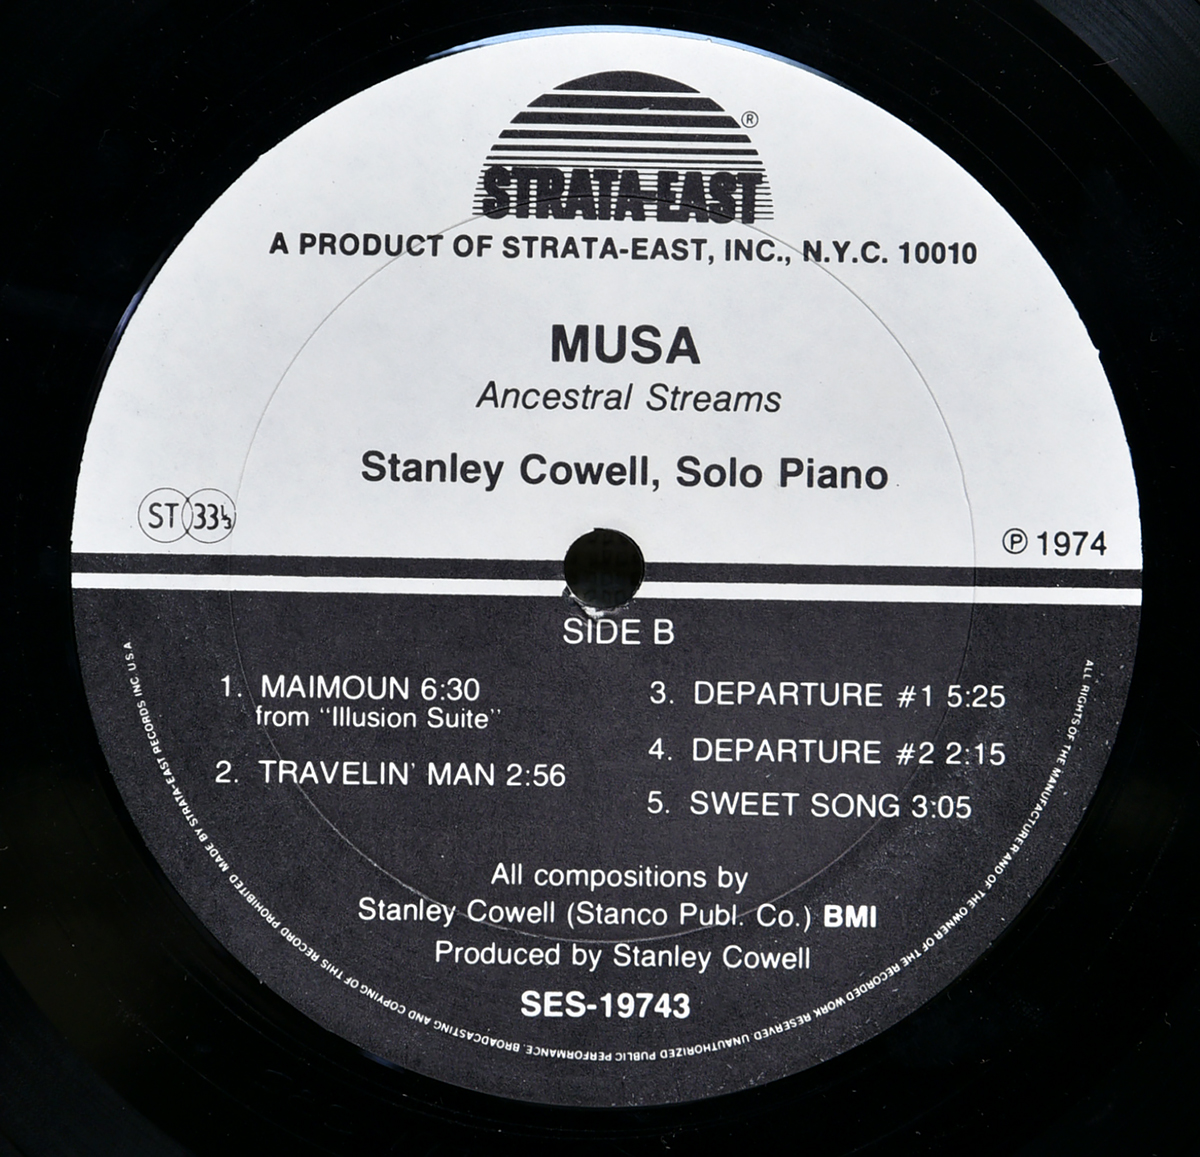 STRATA-EAST ®
A PRODUCT OF STRATA-EAST, INC., N.Y.C. 10010
MUSA
Ancestral Streams
Stanley Cowell, Solo Piano
ST 33⅓
℗ 1974
SIDE B
1. MAIMOUN 6:30
from "Illusion Suite"
2. TRAVELIN' MAN 2:56
3. DEPARTURE #1 5:25
4. DEPARTURE #2 2:15
5. SWEET SONG 3:05
All compositions by
Stanley Cowell (Stanco Publ. Co.) BMI
Produced by Stanley Cowell
SES-19743
ALL RIGHTS OF THE MANUFACTURER AND OF THE OWNER OF THE RECORDED WORK RESERVED UNAUTHORIZED PUBLIC PERFORMANCE. BROADCASTING AND COPYING OF THIS RECORD PROHIBITED MADE BY STRATA-EAST RECORDS INC U.S.A